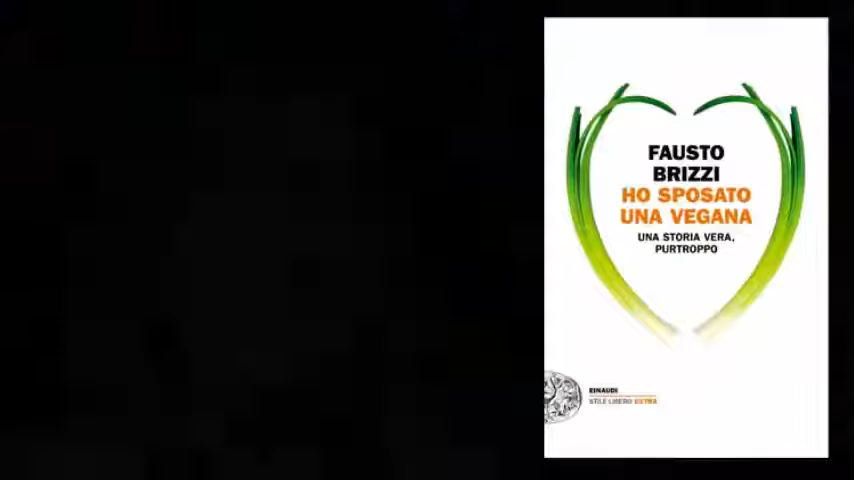 FAUSTO
BRIZZI
HO SPOSATO
UNA VEGANA
UNA STORIA VERA,
PURTROPPO
EINAUDI
STILE LIBERO EXTRA